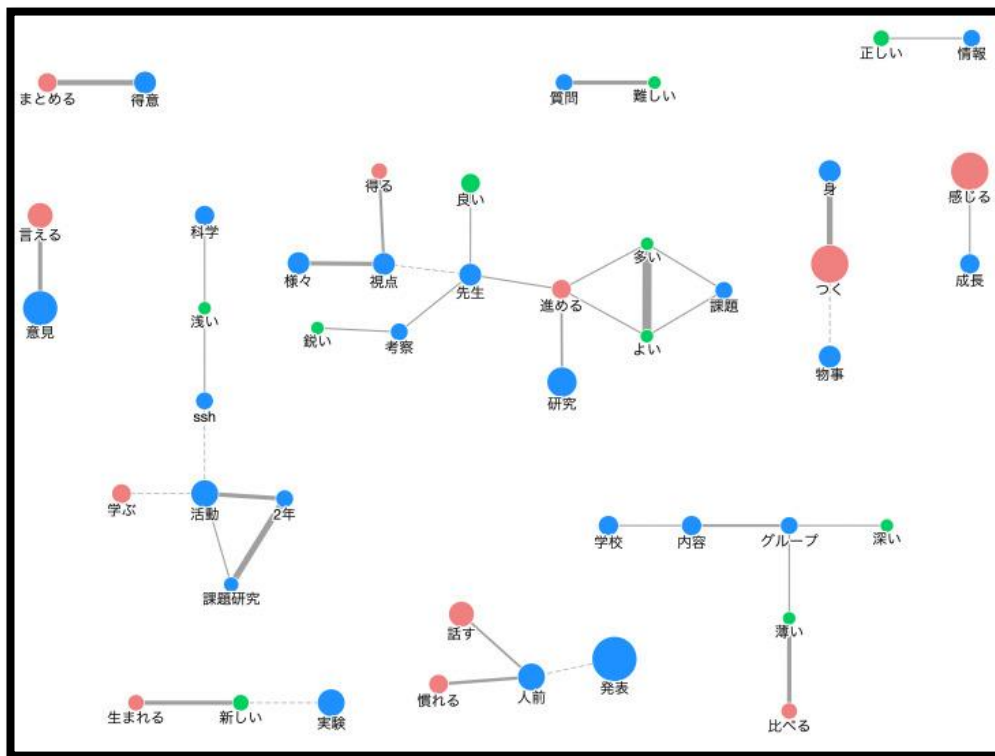 正しい
情報
まとめる
得意
質問
難しい
得る
良い
身
感じる
言える
科学
多い
様々
視点
先生
進める
課題
つく
成長
意見
浅い
鋭い
考察
よい
物事
研究
ssh
学ぶ
活動
2年
学校
内容
グループ
深い
課題研究
話す
薄い
慣れる
人前
発表
生まれる
新しい
実験
比べる